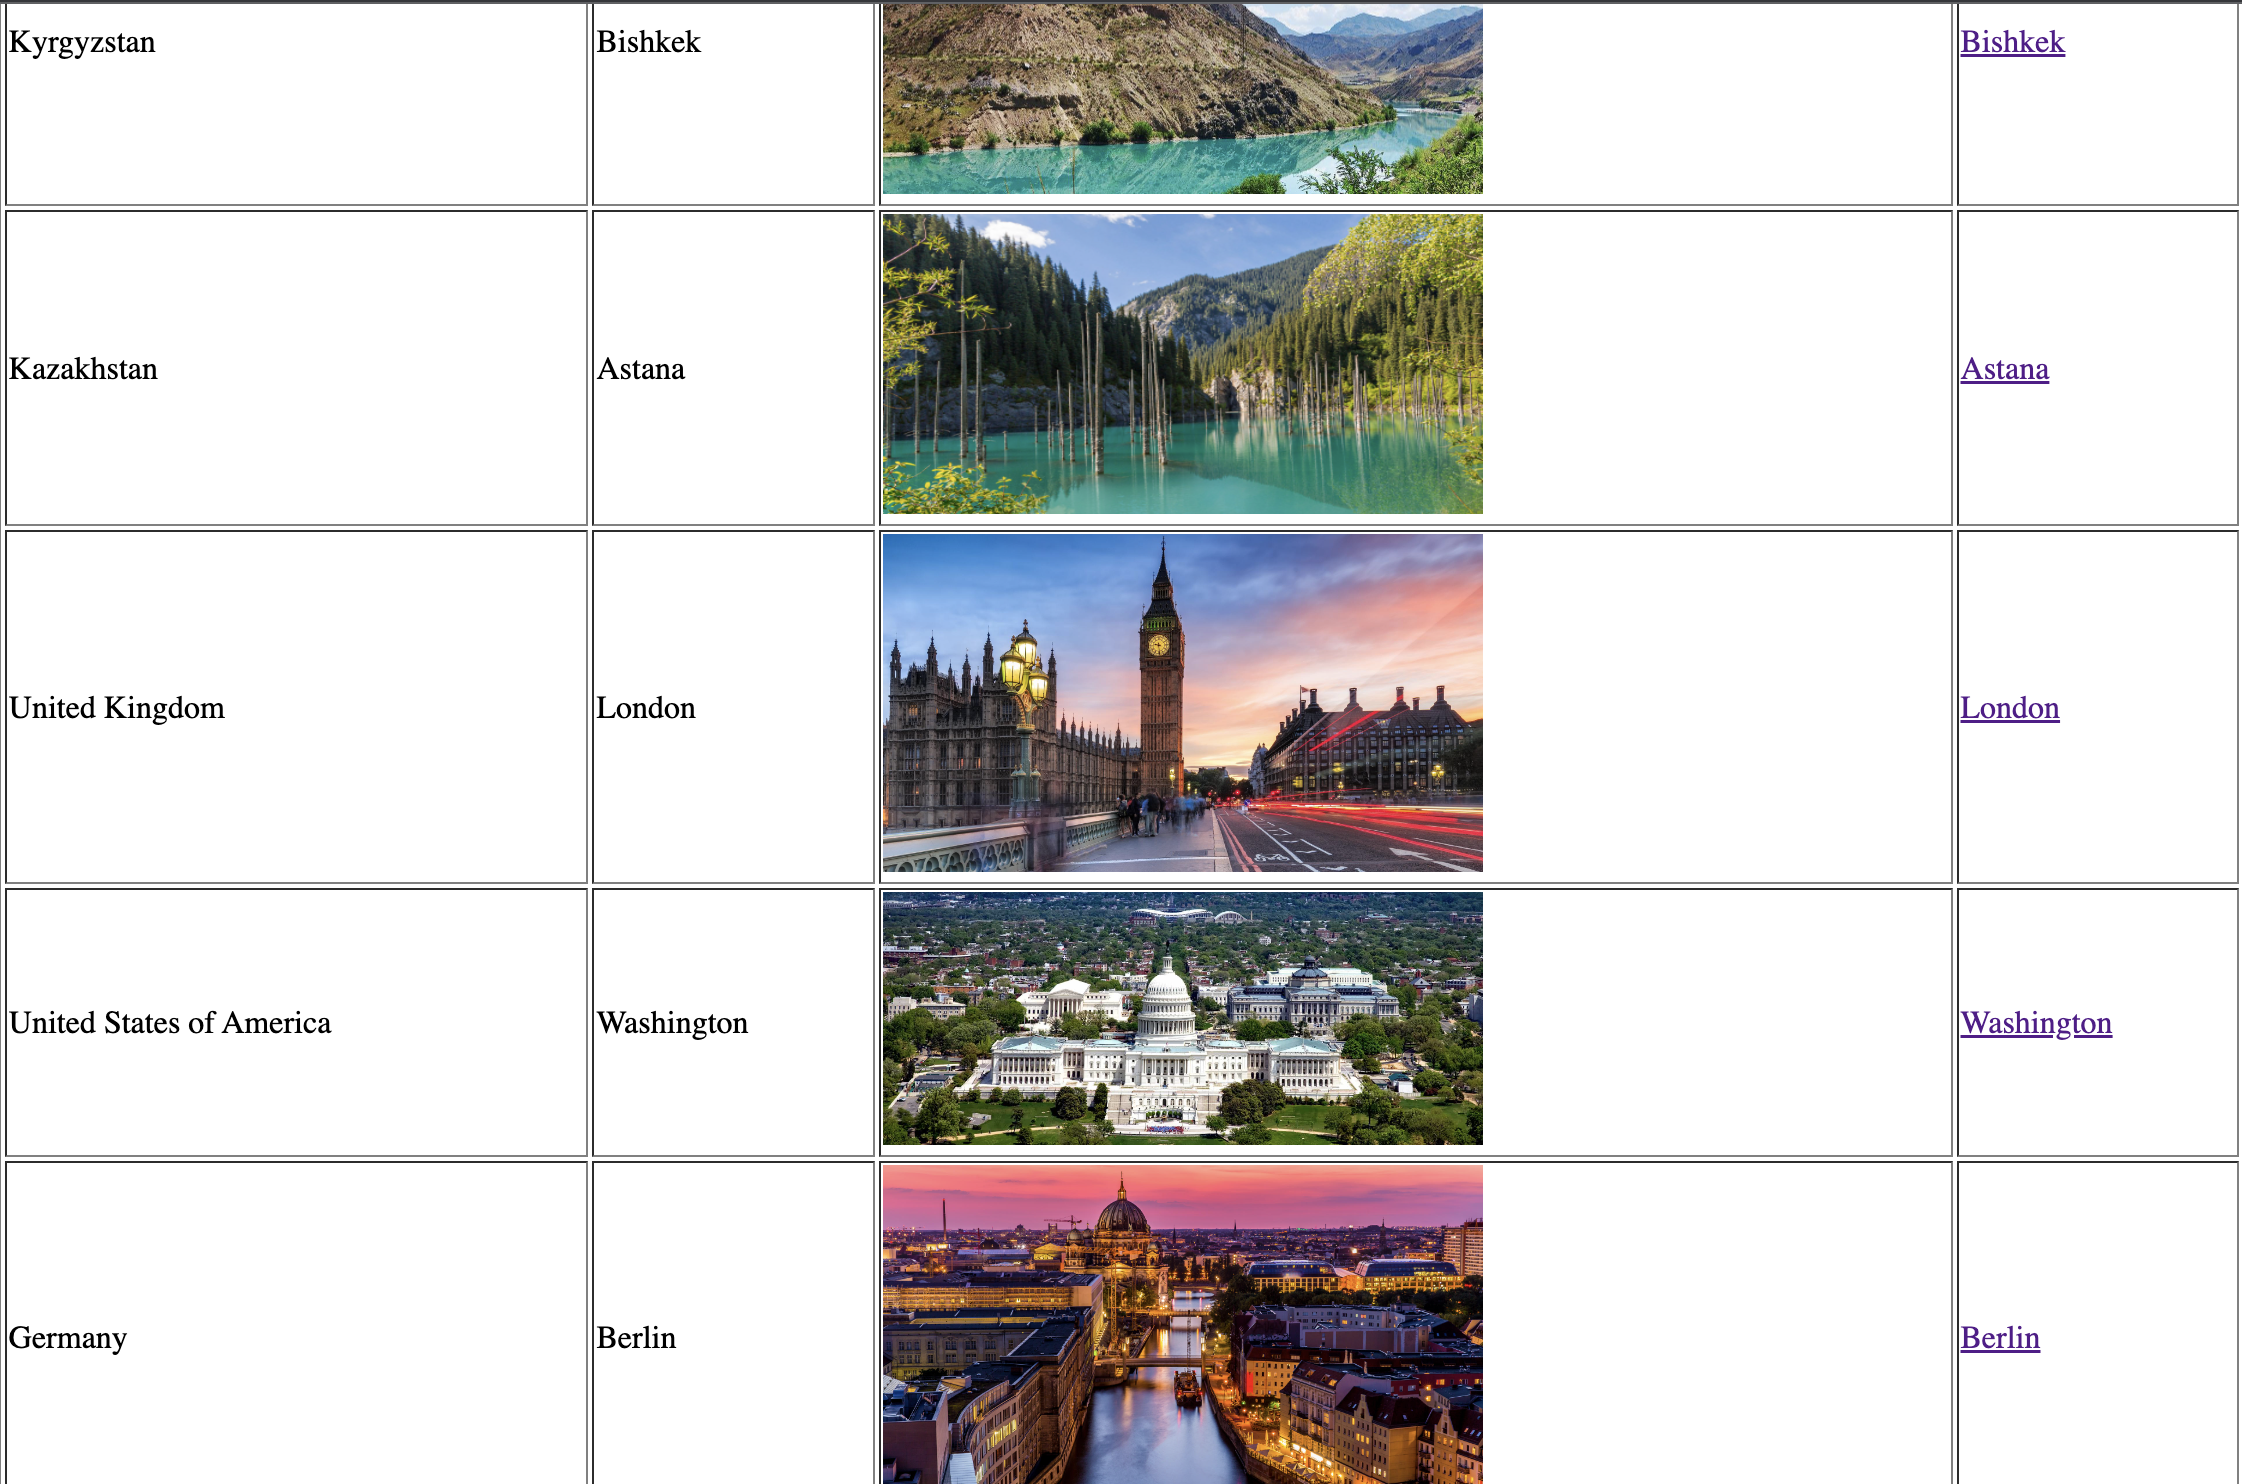 Kyrgyzstan Bishkek Bishkek
Kazakhstan Astana Astana
United Kingdom London London
United States of America Washington Washington
Germany Berlin Berlin